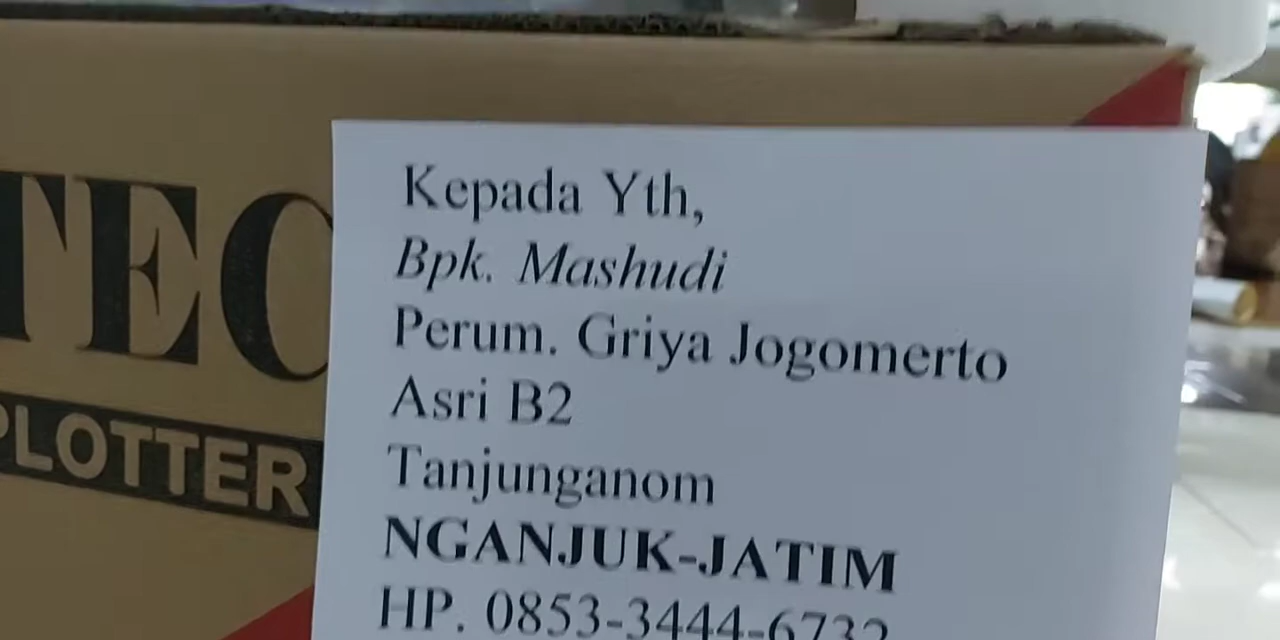 TEC
PLOTTER
Kepada Yth,
Bpk. Mashudi
Perum. Griya Jogomerto
Asri B2
Tanjunganom
NGANJUK-JATIM
HP. 0853-3444-6732